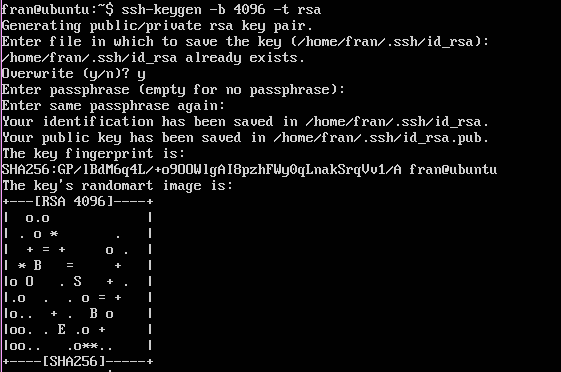 fran@ubuntu:~$ ssh-keygen -b 4096 -t rsa
Generating public/private rsa key pair.
Enter file in which to save the key (/home/fran/.ssh/id_rsa):
/home/fran/.ssh/id_rsa already exists.
Overwrite (y/n)? y
Enter passphrase (empty for no passphrase):
Enter same passphrase again:
Your identification has been saved in /home/fran/.ssh/id_rsa.
Your public key has been saved in /home/fran/.ssh/id_rsa.pub.
The key fingerprint is:
SHA256:GP/lBdM6q4L/+o9OOWlgAI8pzhFWy0qLnakSrqVv1/A fran@ubuntu
The key's randomart image is:
+---[RSA 4096]----+
|  o.o            |
| . o *       .   |
|  + = +     o .  |
| * B   =     +   |
|o O   . S   + .  |
|.o  .  . o = +   |
|o..  + .  B o    |
|oo. . E .o +     |
|oo..   .o**..    |
+----[SHA256]-----+